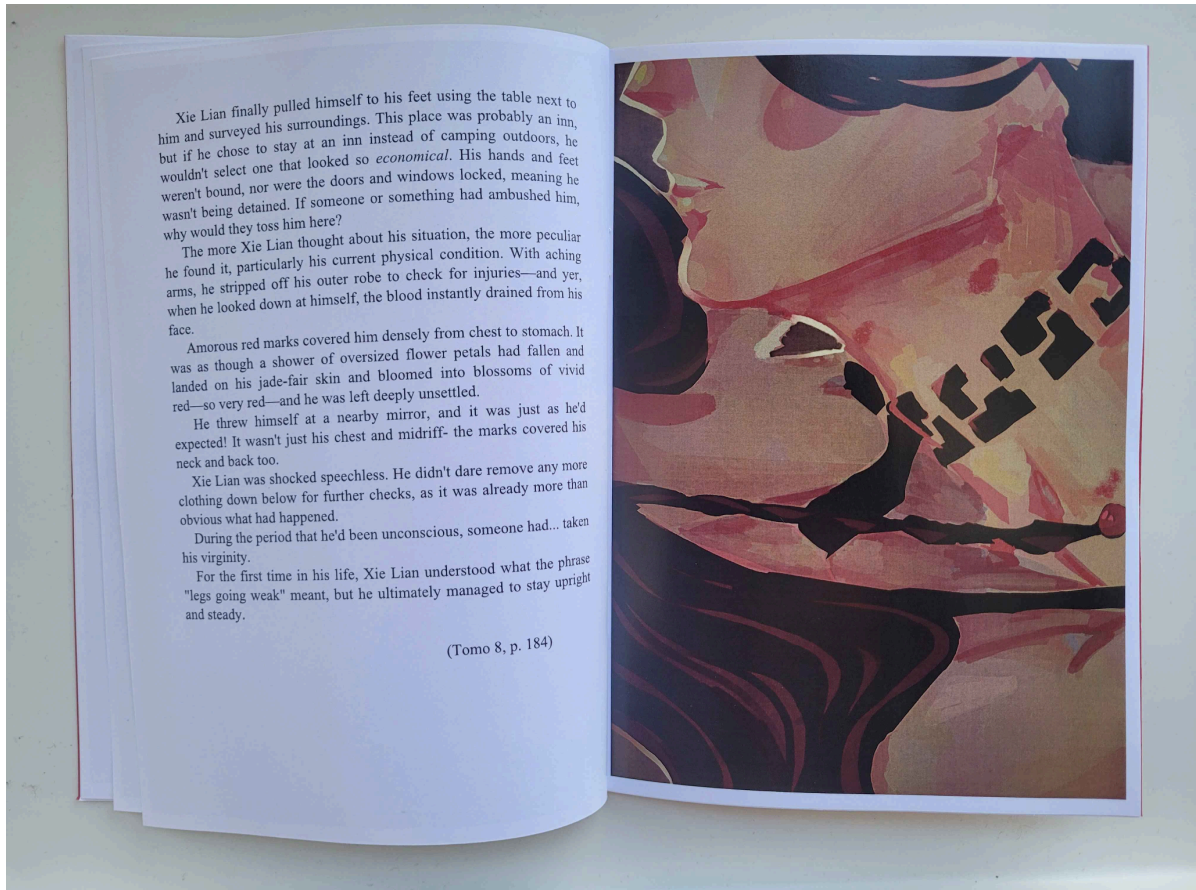 Xie Lian finally pulled himself to his feet using the table next to
him and surveyed his surroundings. This place was probably an inn,
but if he chose to stay at an inn instead of camping outdoors, he
wouldn't select one that looked so economical. His hands and feet
weren't bound, nor were the doors and windows locked, meaning he
wasn't being detained. If someone or something had ambushed him,
why would they toss him here?
The more Xie Lian thought about his situation, the more peculiar
he found it, particularly his current physical condition. With aching
arms, he stripped off his outer robe to check for injuries—and yer,
when he looked down at himself, the blood instantly drained from his
face.
Amorous red marks covered him densely from chest to stomach. It
was as though a shower of oversized flower petals had fallen and
landed on his jade-fair skin and bloomed into blossoms of vivid
red—so very red—and he was left deeply unsettled.
He threw himself at a nearby mirror, and it was just as he'd
expected! It wasn't just his chest and midriff- the marks covered his
neck and back too.
Xie Lian was shocked speechless. He didn't dare remove any more
clothing down below for further checks, as it was already more than
obvious what had happened.
During the period that he'd been unconscious, someone had... taken
his virginity.
For the first time in his life, Xie Lian understood what the phrase
"legs going weak" meant, but he ultimately managed to stay upright
and steady.
(Tomo 8, p. 184)